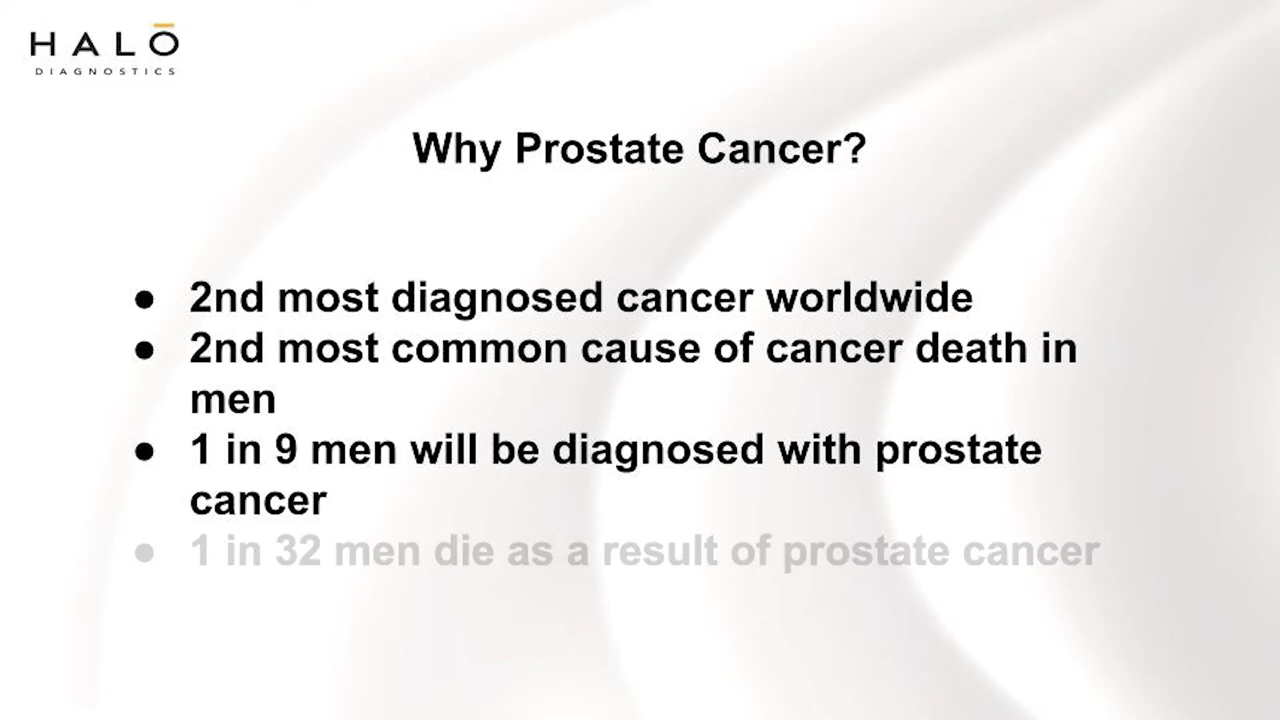 HALŌ
DIAGNOSTICS
Why Prostate Cancer?
● 2nd most diagnosed cancer worldwide
● 2nd most common cause of cancer death in
men
● 1 in 9 men will be diagnosed with prostate
cancer
● 1 in 32 men die as a result of prostate cancer